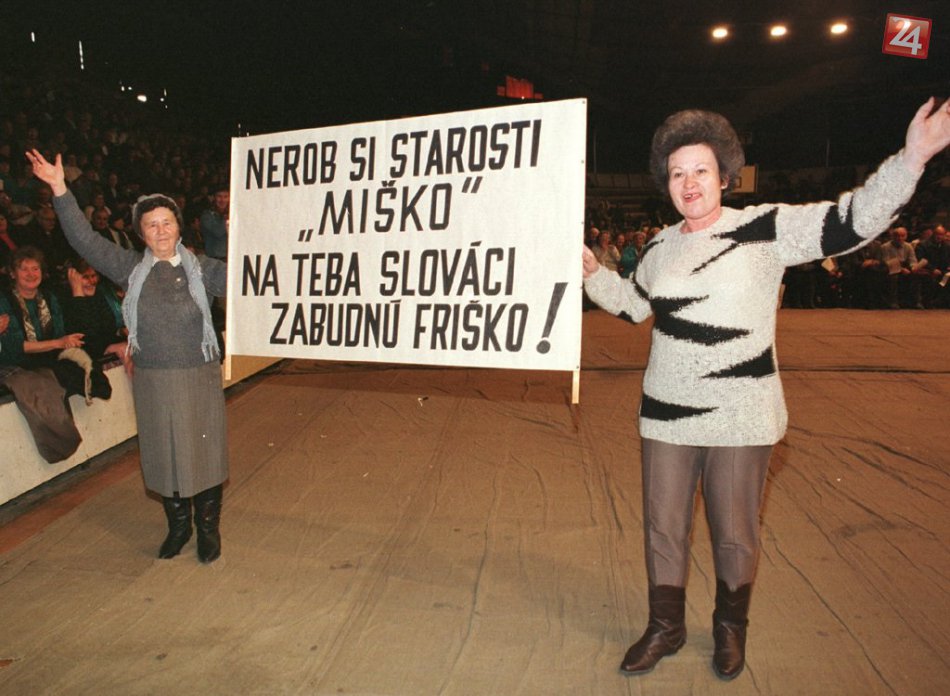 24
NEROB SI STAROSTI
„MIŠKO“
NA TEBA SLOVÁCI
ZABUDNÚ FRIŠKO!